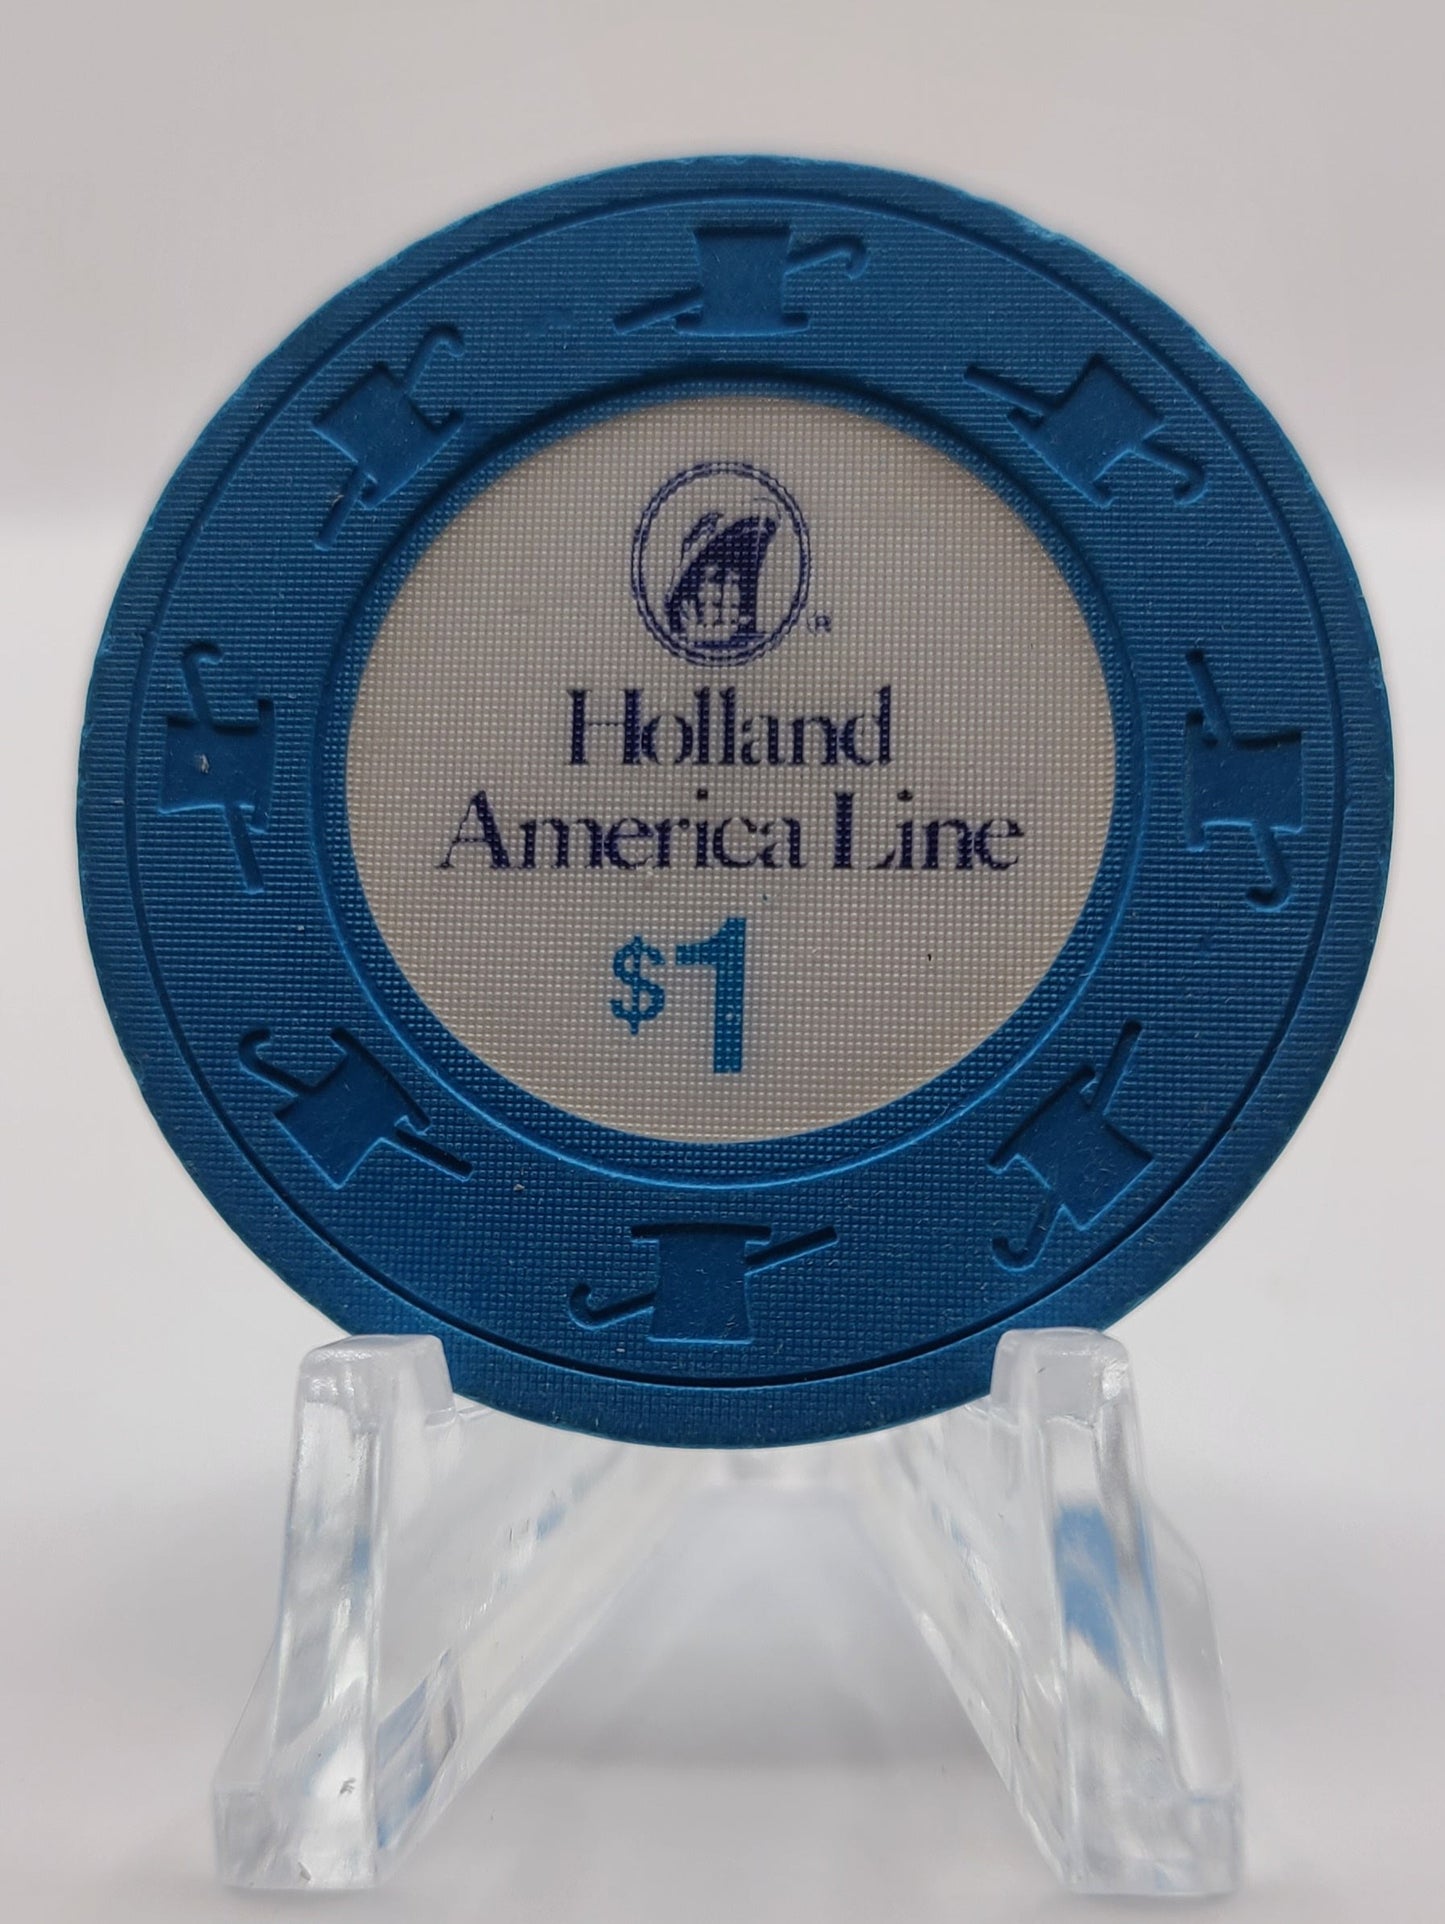 ®
Holland
America Line
$1